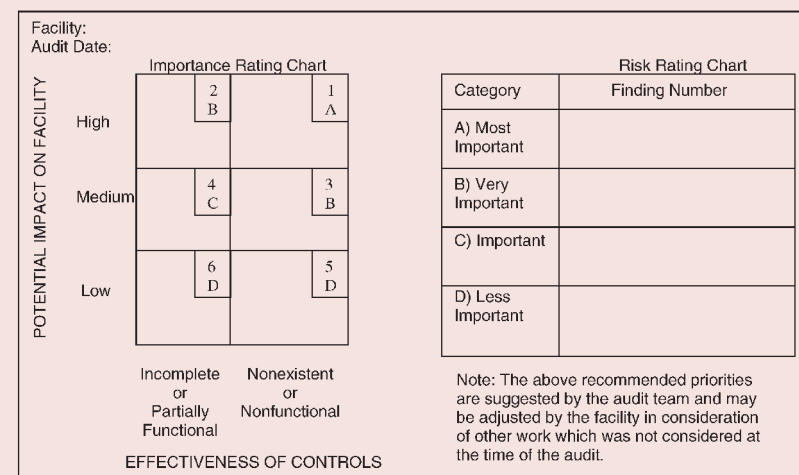 Facility:
Audit Date:
Importance Rating Chart
POTENTIAL IMPACT ON FACILITY
High
2
B
1
A
Medium
4
C
3
B
Low
6
D
5
D
Incomplete
or
Partially
Functional
Nonexistent
or
Nonfunctional
EFFECTIVENESS OF CONTROLS
Risk Rating Chart
Category
Finding Number
A) Most
Important
B) Very
Important
C) Important
D) Less
Important
Note: The above recommended priorities
are suggested by the audit team and may
be adjusted by the facility in consideration
of other work which was not considered at
the time of the audit.